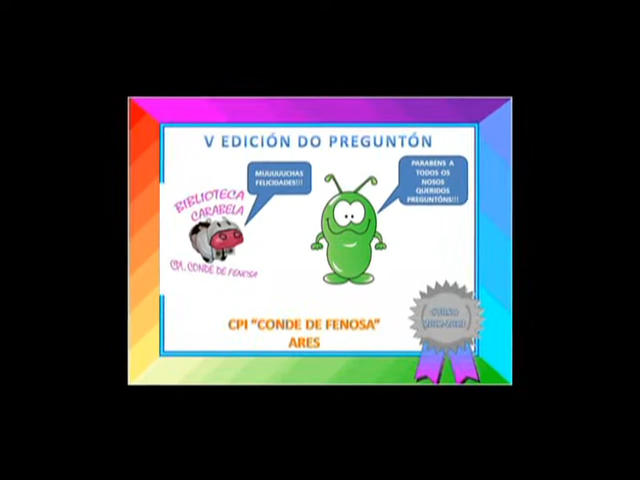 V EDICIÓN DO PREGUNTÓN
MUUUUUCHAS
FELICIDADES!!!
PARABENS A
TODOS OS
NOSOS
QUERIDOS
PREGUNTÓNS!!!
BIBLIOTECA
CARABELA
CPI. CONDE DE FENOSA
CPI "CONDE DE FENOSA"
ARES